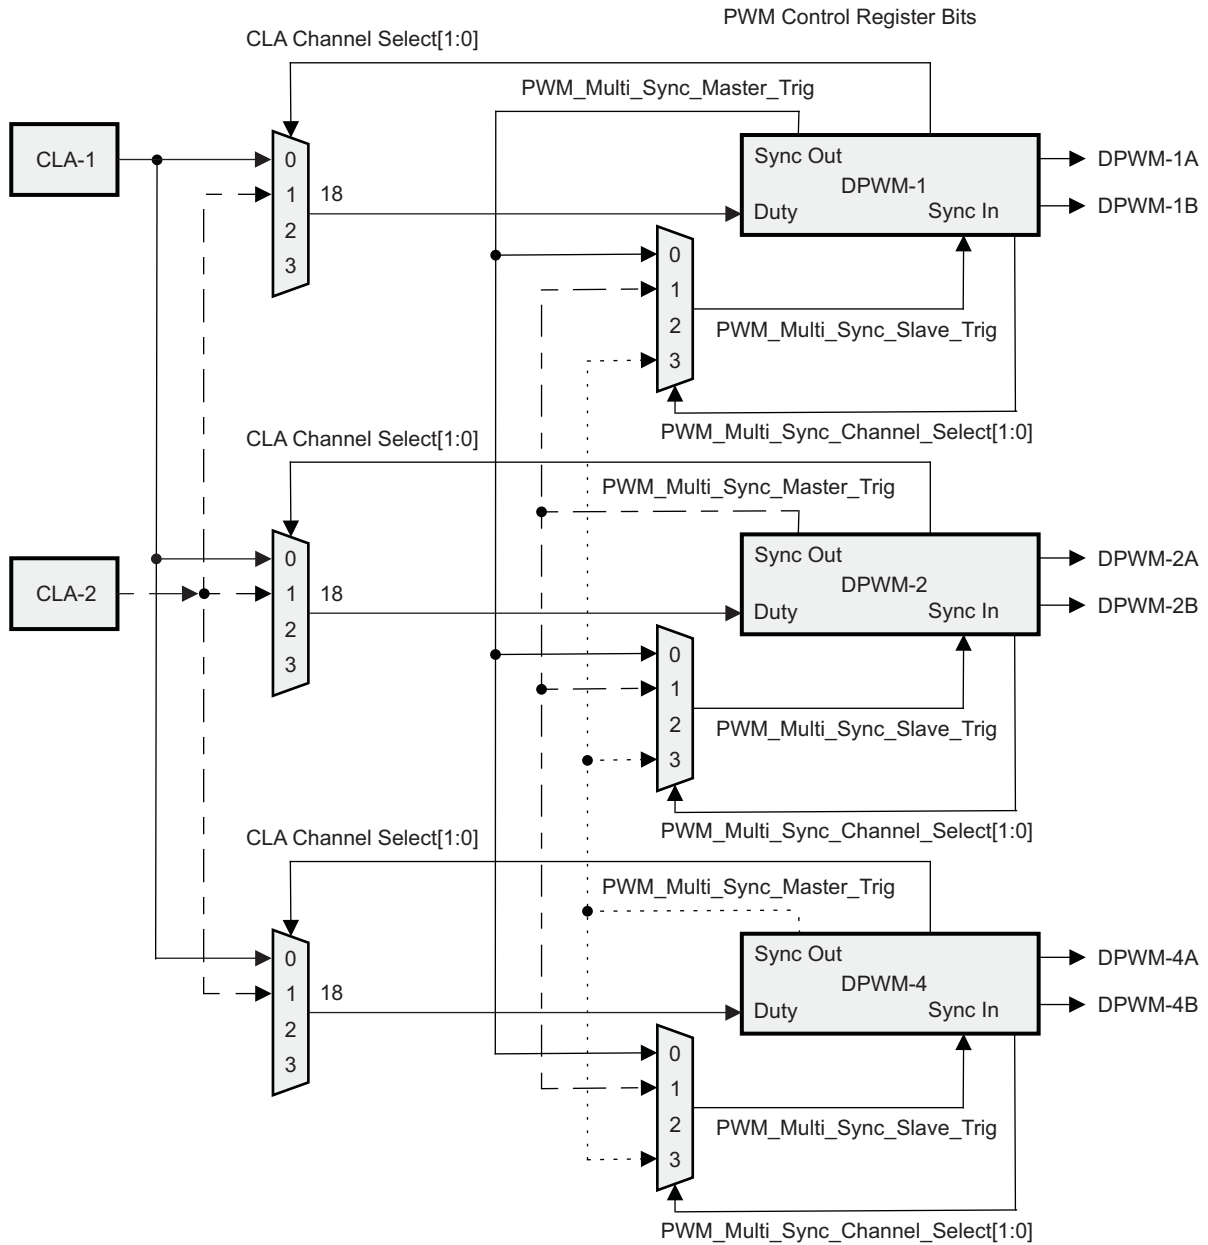 PWM Control Register Bits
CLA Channel Select[1:0]
PWM_Multi_Sync_Master_Trig
CLA-1
0
1
2
3
18
Sync Out
DPWM-1
Duty
Sync In
DPWM-1A
DPWM-1B
0
1
2
3
PWM_Multi_Sync_Slave_Trig
PWM_Multi_Sync_Channel_Select[1:0]
CLA Channel Select[1:0]
PWM_Multi_Sync_Master_Trig
CLA-2
0
1
2
3
18
Sync Out
DPWM-2
Duty
Sync In
DPWM-2A
DPWM-2B
0
1
2
3
PWM_Multi_Sync_Slave_Trig
PWM_Multi_Sync_Channel_Select[1:0]
CLA Channel Select[1:0]
PWM_Multi_Sync_Master_Trig
0
1
2
3
18
Sync Out
DPWM-4
Duty
Sync In
DPWM-4A
DPWM-4B
0
1
2
3
PWM_Multi_Sync_Slave_Trig
PWM_Multi_Sync_Channel_Select[1:0]